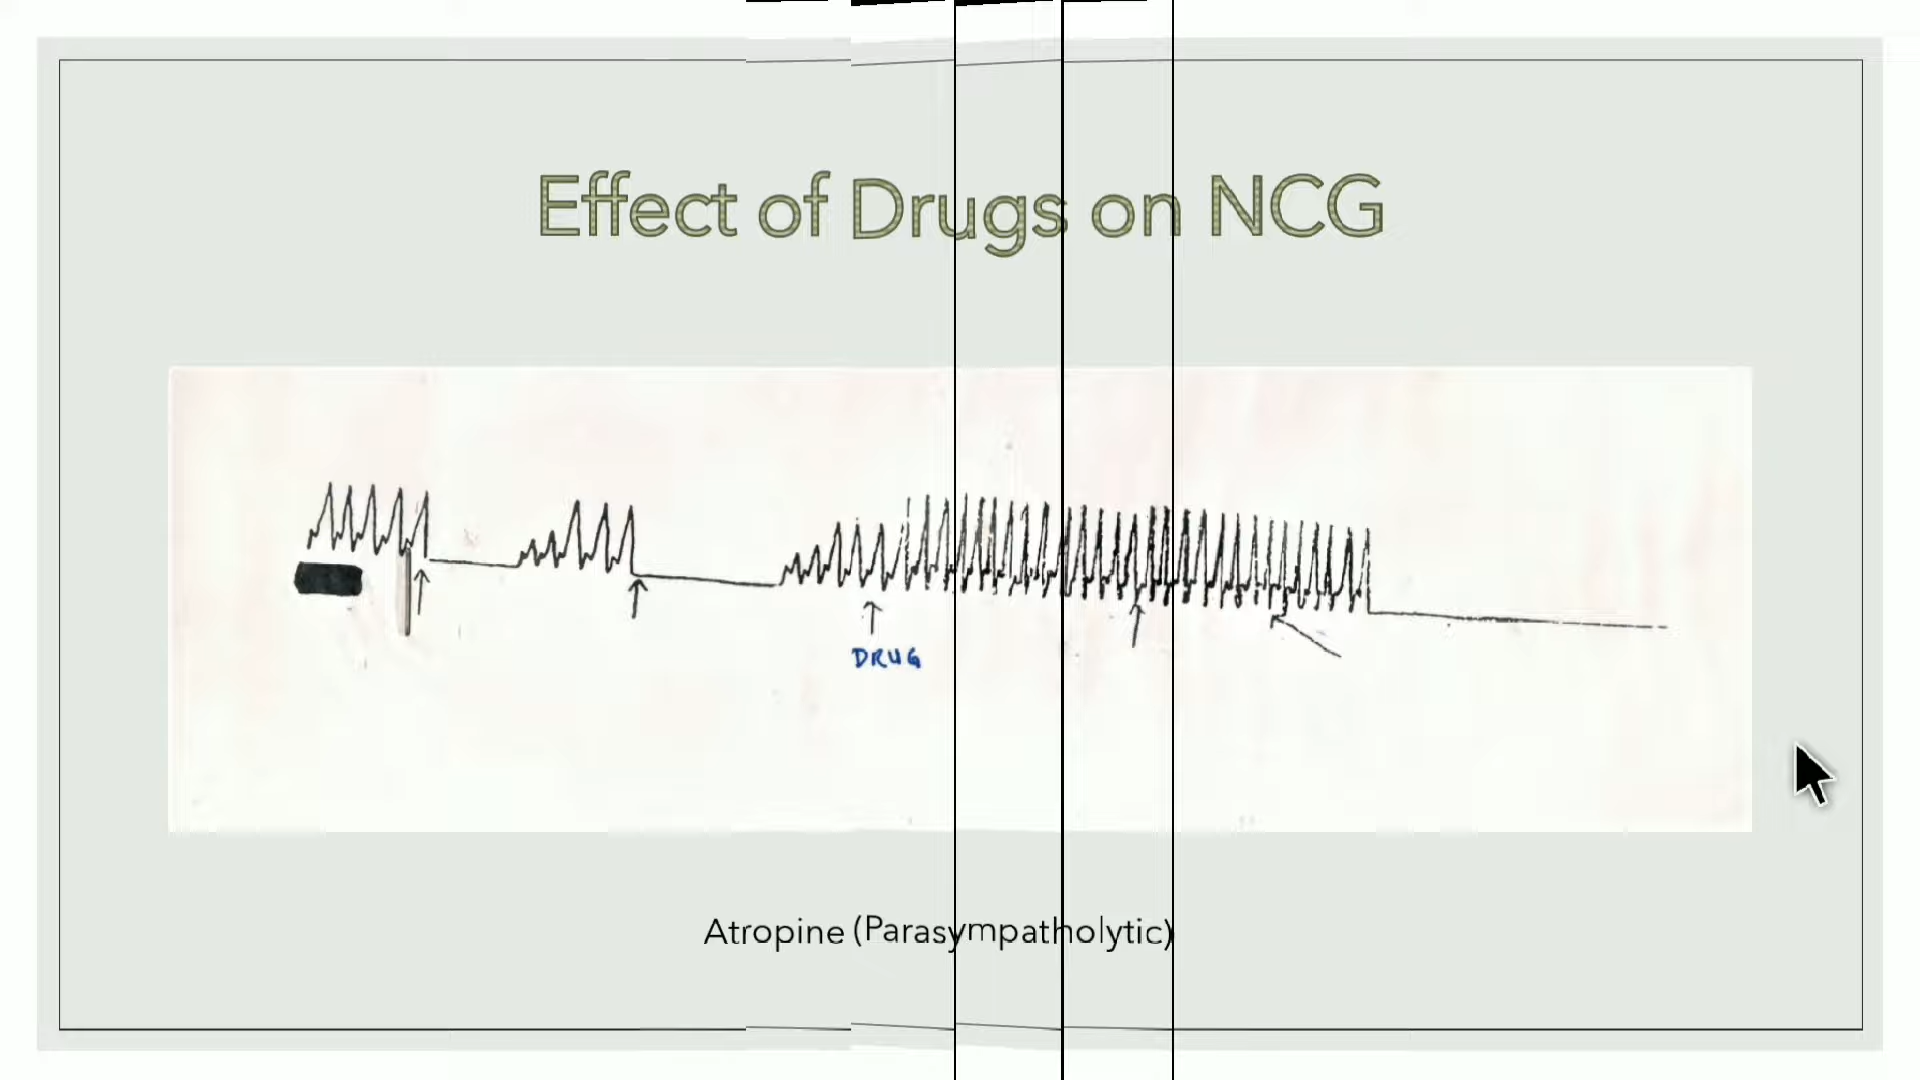 Effect of Drugs on NCG
DRUG
Atropine (Parasympatholytic)